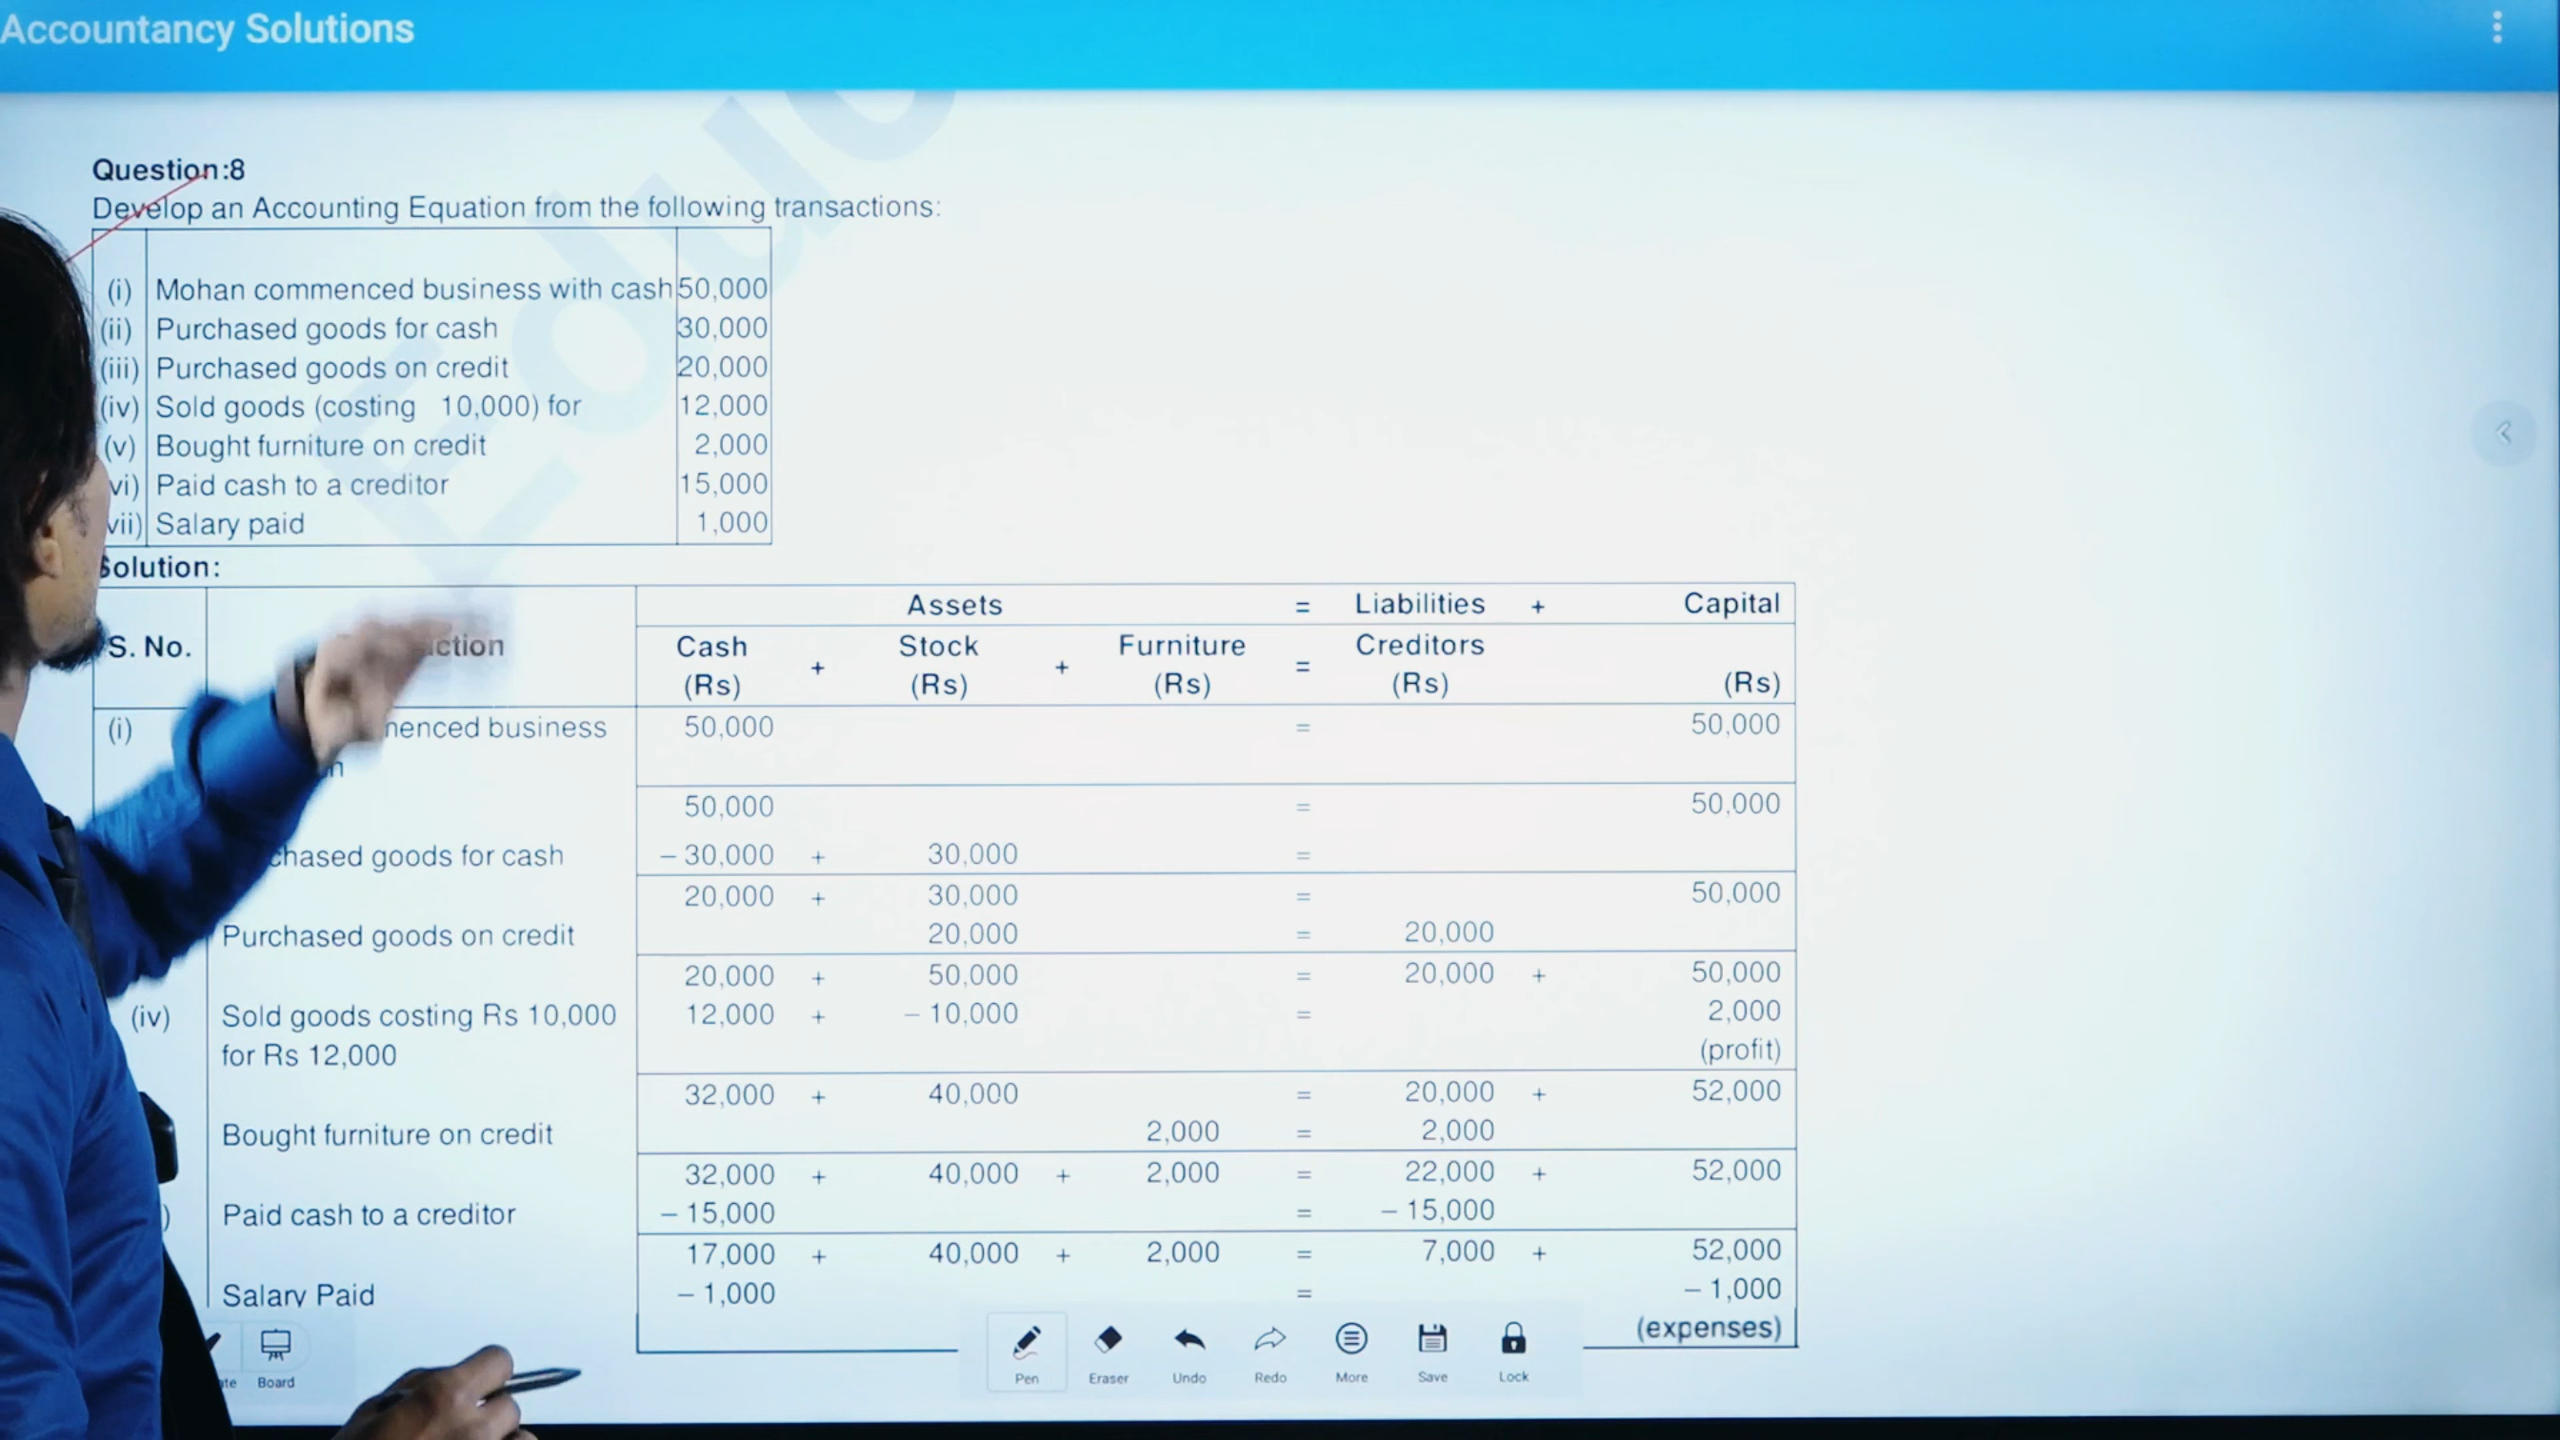 Accountancy Solutions
Edu
Question:8
Develop an Accounting Equation from the following transactions:
(i) Mohan commenced business with cash 50,000
(ii) Purchased goods for cash 30,000
(iii) Purchased goods on credit 20,000
(iv) Sold goods (costing 10,000) for 12,000
(v) Bought furniture on credit 2,000
vi) Paid cash to a creditor 15,000
vii) Salary paid 1,000
Solution:
Assets = Liabilities + Capital
S. No. Cash + Stock + Furniture = Creditors
(Rs) (Rs) (Rs) (Rs) (Rs)
(i) business 50,000 = 50,000
50,000 = 50,000
goods for cash – 30,000 + 30,000 =
20,000 + 30,000 = 50,000
Purchased goods on credit 20,000 = 20,000
20,000 + 50,000 = 20,000 + 50,000
(iv) Sold goods costing Rs 10,000 12,000 + – 10,000 = 2,000
for Rs 12,000 (profit)
32,000 + 40,000 = 20,000 + 52,000
Bought furniture on credit 2,000 = 2,000
32,000 + 40,000 + 2,000 = 22,000 + 52,000
) Paid cash to a creditor – 15,000 = – 15,000
17,000 + 40,000 + 2,000 = 7,000 + 52,000
Salary Paid – 1,000 = – 1,000
(expenses)
Board Pen Eraser Undo Redo More Save Lock